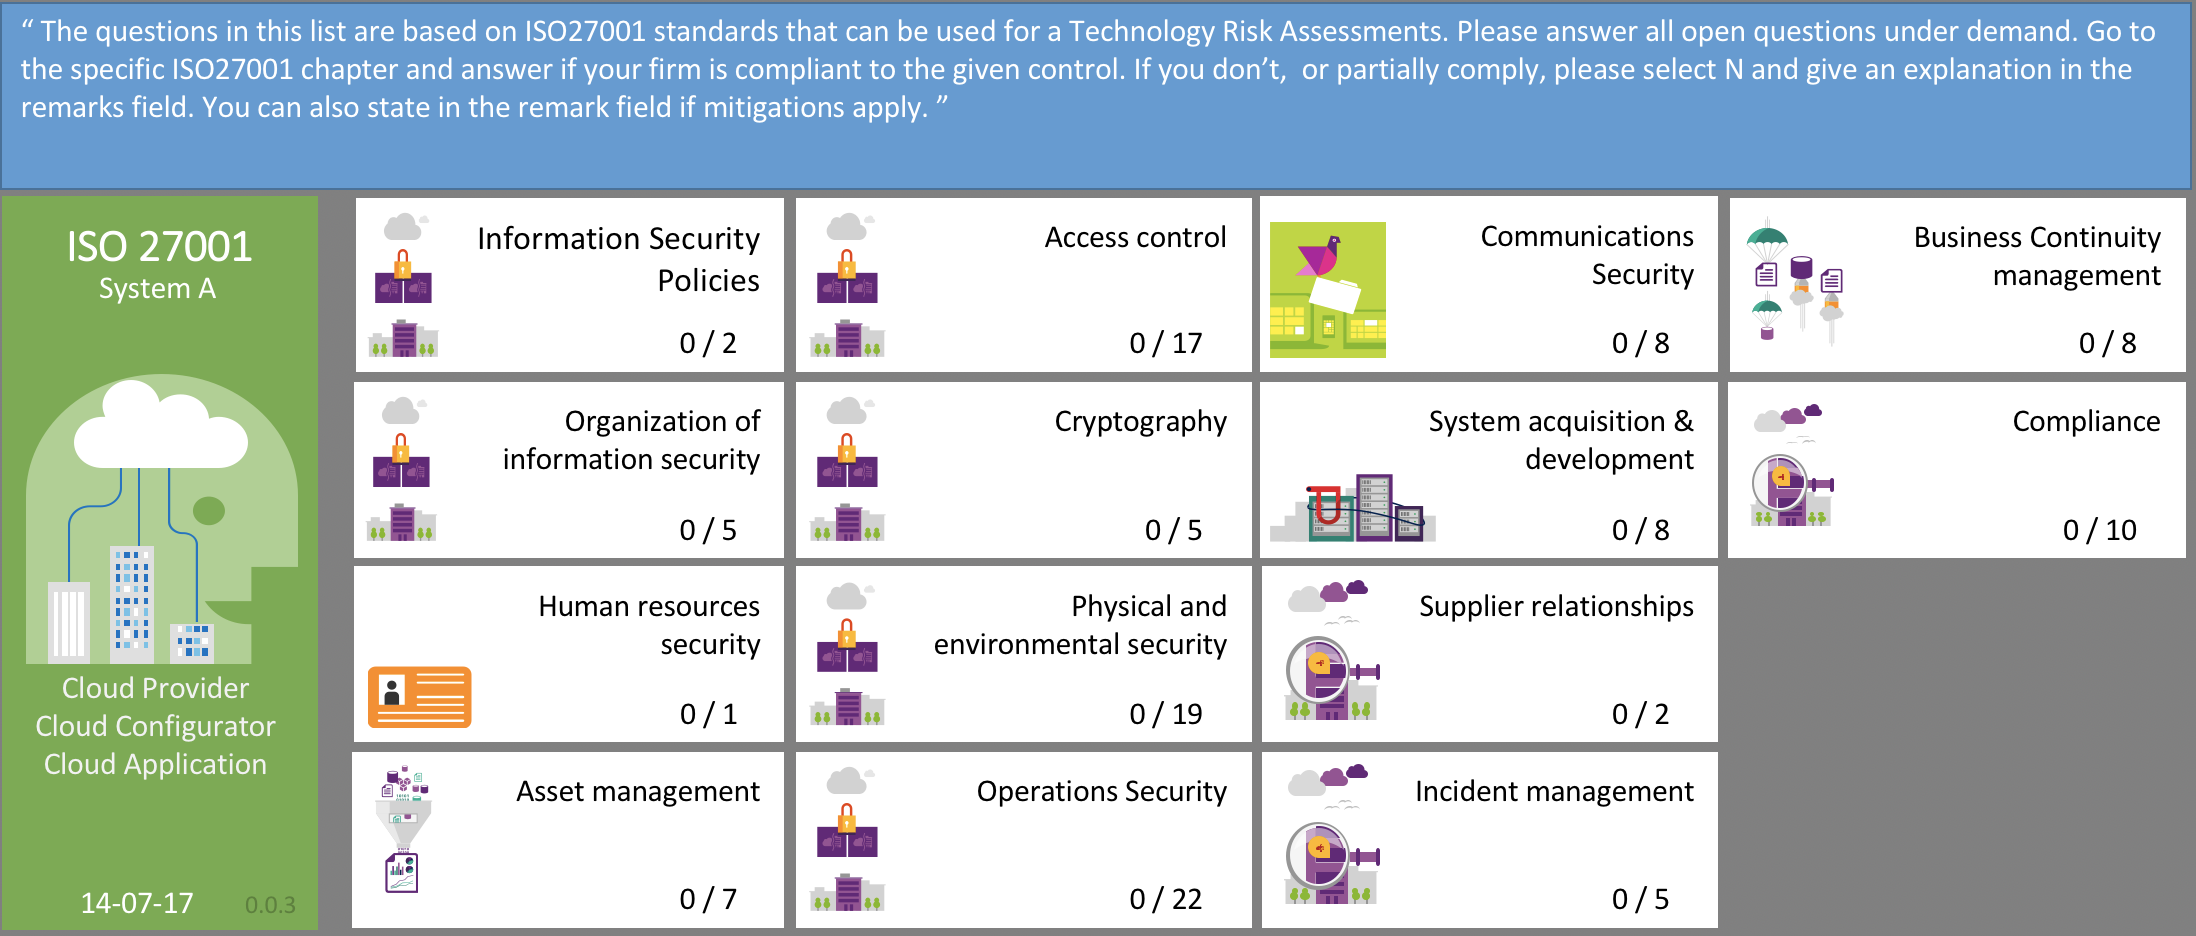 “ The questions in this list are based on ISO27001 standards that can be used for a Technology Risk Assessments. Please answer all open questions under demand. Go to
the specific ISO27001 chapter and answer if your firm is compliant to the given control. If you don’t,  or partially comply, please select N and give an explanation in the
remarks field. You can also state in the remark field if mitigations apply. ”
ISO 27001
System A
Cloud Provider
Cloud Configurator
Cloud Application
14-07-17
0.0.3
Information Security
Policies
0 / 2
Access control
0 / 17
Communications
Security
0 / 8
Business Continuity
management
0 / 8
Organization of
information security
0 / 5
Cryptography
0 / 5
System acquisition &
development
0 / 8
Compliance
0 / 10
Human resources
security
0 / 1
Physical and
environmental security
0 / 19
Supplier relationships
0 / 2
Asset management
0 / 7
Operations Security
0 / 22
Incident management
0 / 5